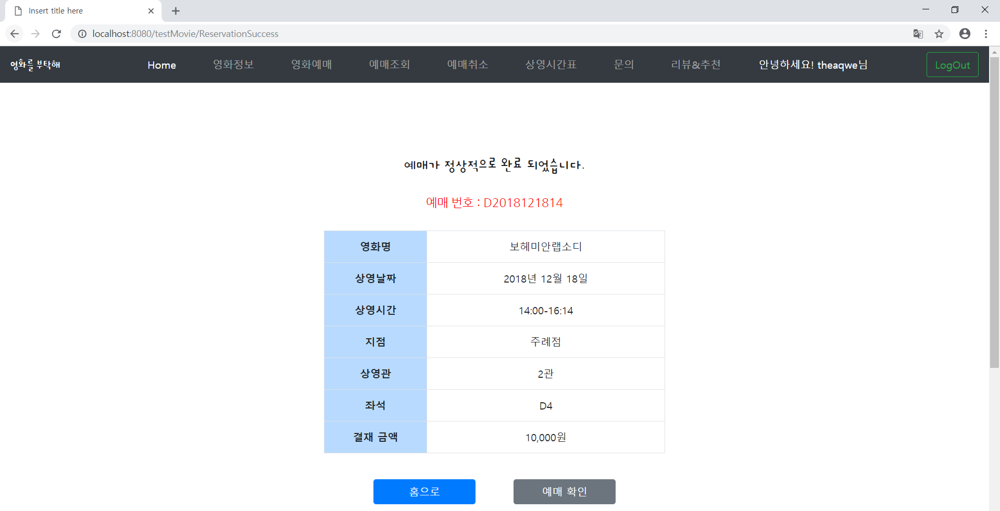 Insert title here
localhost:8080/testMovie/ReservationSuccess
영화를 부탁해 Home 영화정보 영화예매 예매조회 예매취소 상영시간표 문의 리뷰&추천 안녕하세요! theaqwe님 LogOut
예매가 정상적으로 완료 되었습니다.
예매 번호 : D2018121814
영화명 보헤미안랩소디
상영날짜 2018년 12월 18일
상영시간 14:00-16:14
지점 주례점
상영관 2관
좌석 D4
결재 금액 10,000원
홈으로 예매 확인